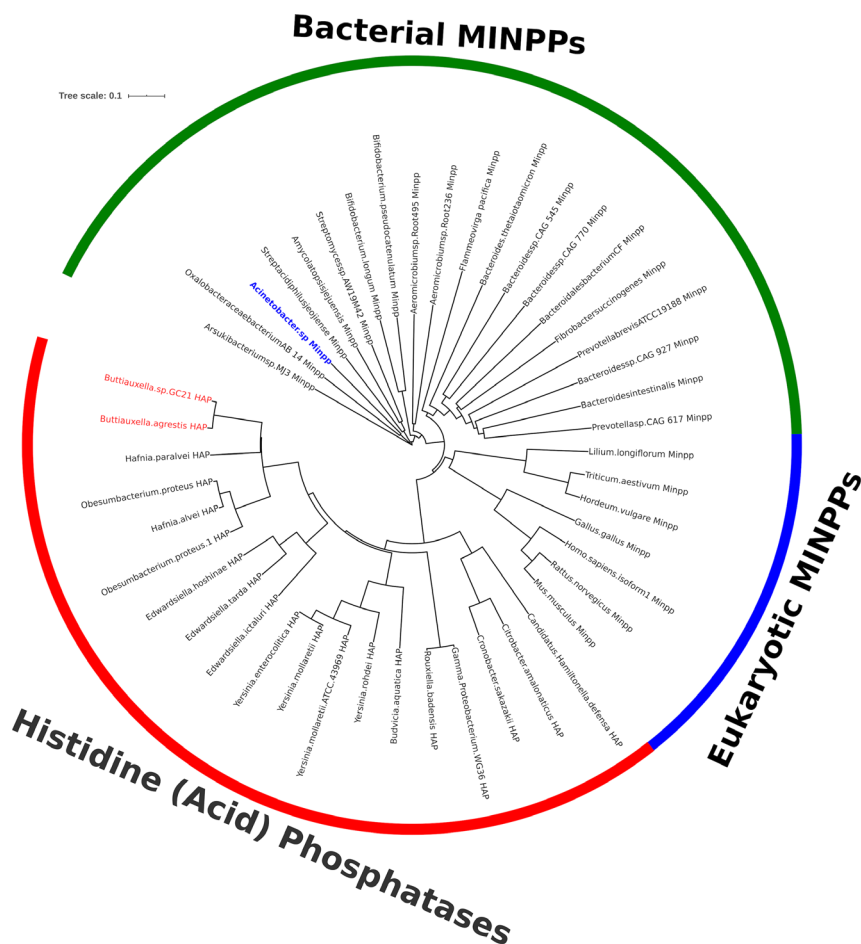 Bacterial MINPPs
Tree scale: 0.1
Arsukibacteriumsp.MJ3 Minpp
OxalobacteraceaebacteriumAB_14 Minpp
Acinetobacter.sp Minpp
Streptacidiphilusjeojiense Minpp
Amycolatopsisjejuensis Minpp
Streptomycessp.AW19M42 Minpp
Bifidobacterium.longum Minpp
Bifidobacterium.pseudocatenulatum Minpp
Aeromicrobiumsp.Root495 Minpp
Aeromicrobiumsp.Root236 Minpp
Flammeovirga pacifica Minpp
Bacteroides.thetaiotaomicron Minpp
Bacteroidessp.CAG 545 Minpp
Bacteroidessp.CAG 770 Minpp
BacteroidalesbacteriumCF Minpp
Fibrobactersuccinogenes Minpp
PrevotellabrevisATCC19188 Minpp
Bacteroidessp.CAG 927 Minpp
Bacteroidesintestinalis Minpp
Prevotellasp.CAG 617 Minpp
Lilium.longiflorum Minpp
Triticum.aestivum Minpp
Hordeum.vulgare Minpp
Gallus.gallus Minpp
Homo.sapiens.isoform1 Minpp
Rattus.norvegicus Minpp
Mus.musculus Minpp
Eukaryotic MINPPs
Candidatus.Hamiltonella.defensa HAP
Citrobacter.amalonaticus HAP
Cronobacter.sakazakii HAP
Gamma.Proteobacterium.WG36 HAP
Rouxiella.badensis HAP
Budvicia.aquatica HAP
Yersinia.rohdei HAP
Yersinia.mollaretii.ATCC.43969 HAP
Yersinia.mollaretii HAP
Yersinia.enterocolitica HAP
Edwardsiella.ictaluri HAP
Edwardsiella.tarda HAP
Edwardsiella.hoshinae HAP
Obesumbacterium.proteus.1 HAP
Hafnia.alvei HAP
Obesumbacterium.proteus HAP
Hafnia.paralvei HAP
Buttiauxella.agrestis HAP
Buttiauxella.sp.GC21 HAP
Histidine (Acid) Phosphatases